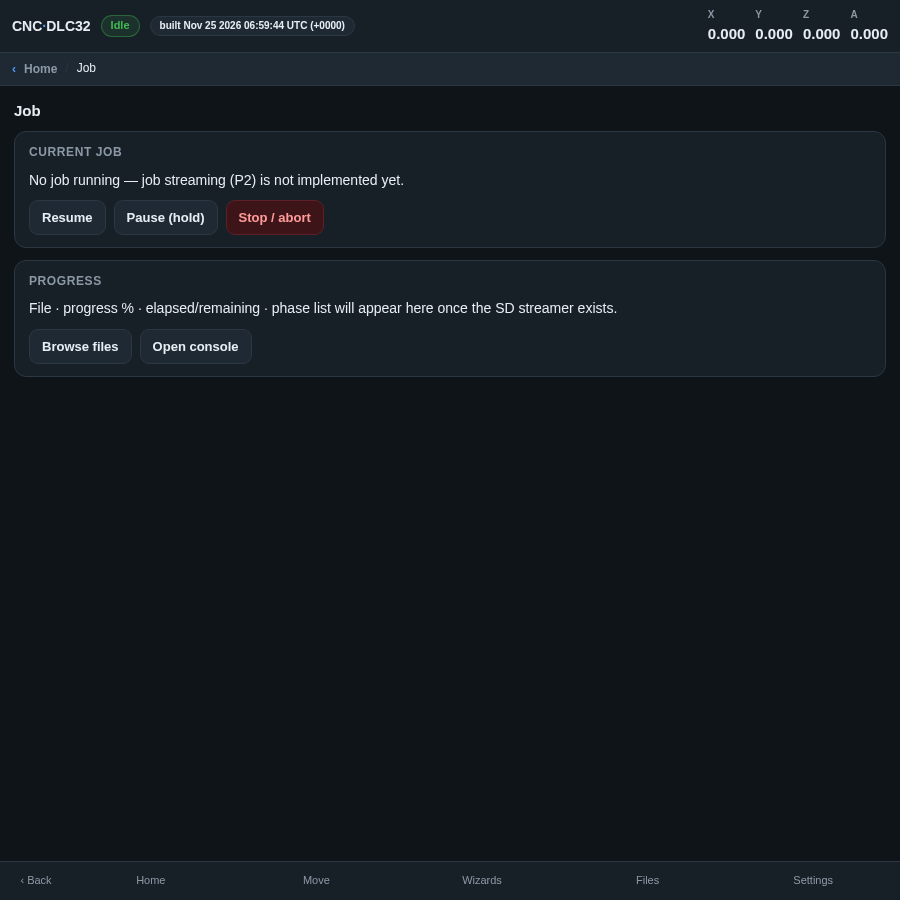 CNC·DLC32 Idle built Nov 25 2026 06:59:44 UTC (+0000)
X Y Z A
0.000 0.000 0.000 0.000
‹ Home / Job
Job
CURRENT JOB
No job running — job streaming (P2) is not implemented yet.
Resume Pause (hold) Stop / abort
PROGRESS
File · progress % · elapsed/remaining · phase list will appear here once the SD streamer exists.
Browse files Open console
‹ Back Home Move Wizards Files Settings